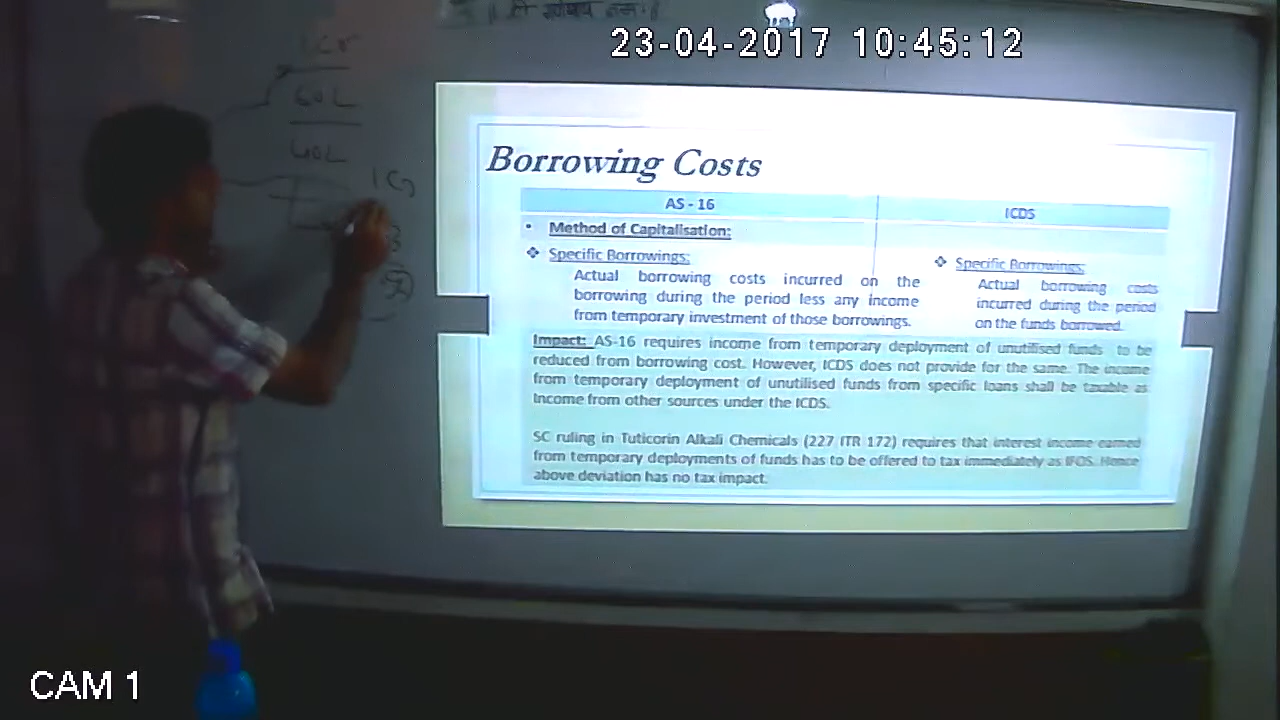 23-04-2017 10:45:12
Borrowing Costs
AS - 16
ICDS
• Method of Capitalisation:
❖ Specific Borrowings:
Actual borrowing costs incurred on the
borrowing during the period less any income
from temporary investment of those borrowings.
❖ Specific Borrowings:
Actual borrowing costs
incurred during the period
on the funds borrowed.
Impact: AS-16 requires income from temporary deployment of unutilised funds to be
reduced from borrowing cost. However, ICDS does not provide for the same. The income
from temporary deployment of unutilised funds from specific loans shall be taxable as
Income from other sources under the ICDS.
SC ruling in Tuticorin Alkali Chemicals (227 ITR 172) requires that interest income earned
from temporary deployments of funds has to be offered to tax immediately as IFOS. Hence
above deviation has no tax impact.
60L
40L
CAM 1